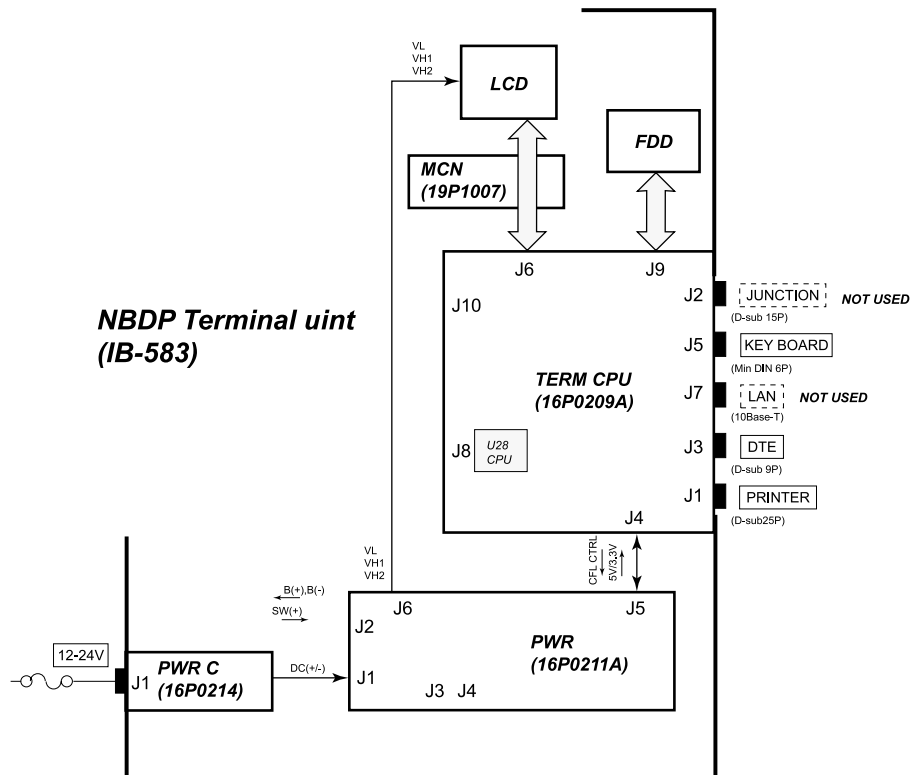 VL
VH1
VH2
LCD
FDD
MCN
(19P1007)
J6
J9
J10
J2
JUNCTION
NOT USED
(D-sub 15P)
NBDP Terminal uint
(IB-583)
J5
KEY BOARD
(Min DIN 6P)
TERM CPU
(16P0209A)
J7
LAN
NOT USED
(10Base-T)
J8
U28
CPU
J3
DTE
(D-sub 9P)
J1
PRINTER
(D-sub25P)
J4
CFL CTRL
5V/3.3V
VL
VH1
VH2
B(+),B(-)
SW(+)
J6
J5
J2
PWR
(16P0211A)
12-24V
J1
PWR C
(16P0214)
DC(+/-)
J1
J3 J4